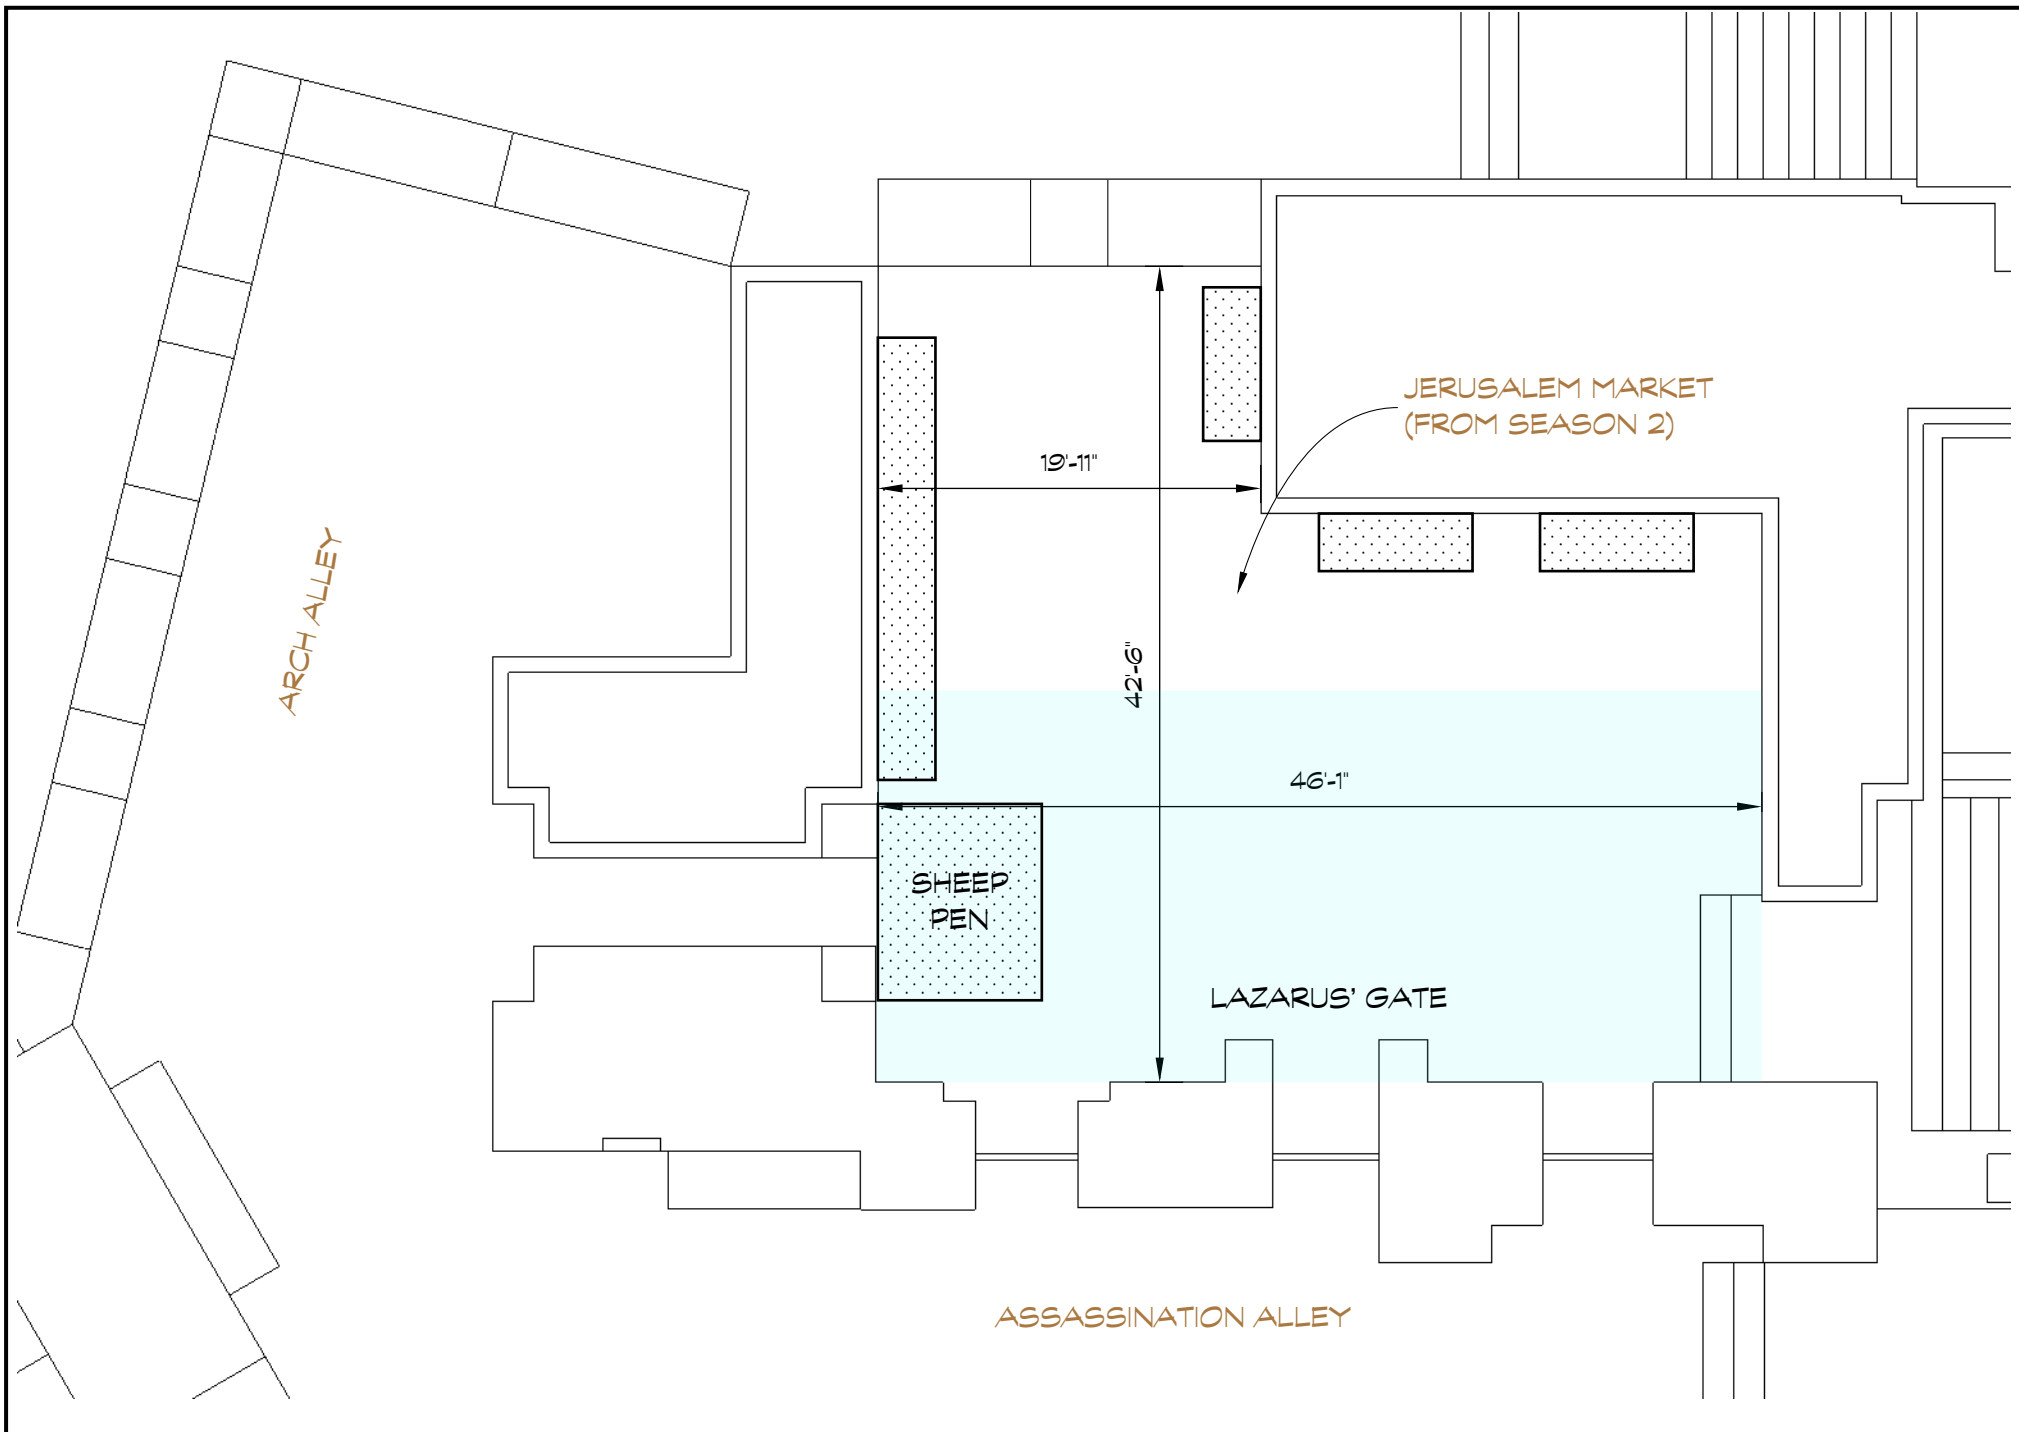 JERUSALEM MARKET
(FROM SEASON 2)
19'-11"
ARCH ALLEY
42'-6"
46'-1"
SHEEP
PEN
LAZARUS' GATE
ASSASSINATION ALLEY